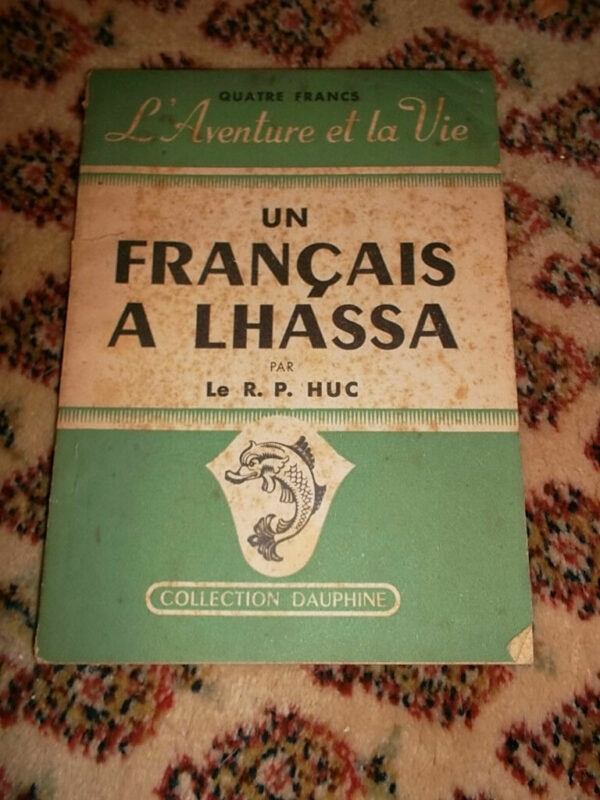 QUATRE FRANCS
L'Aventure et la Vie
UN
FRANÇAIS
A LHASSA
PAR
Le R. P. HUC
COLLECTION DAUPHINE